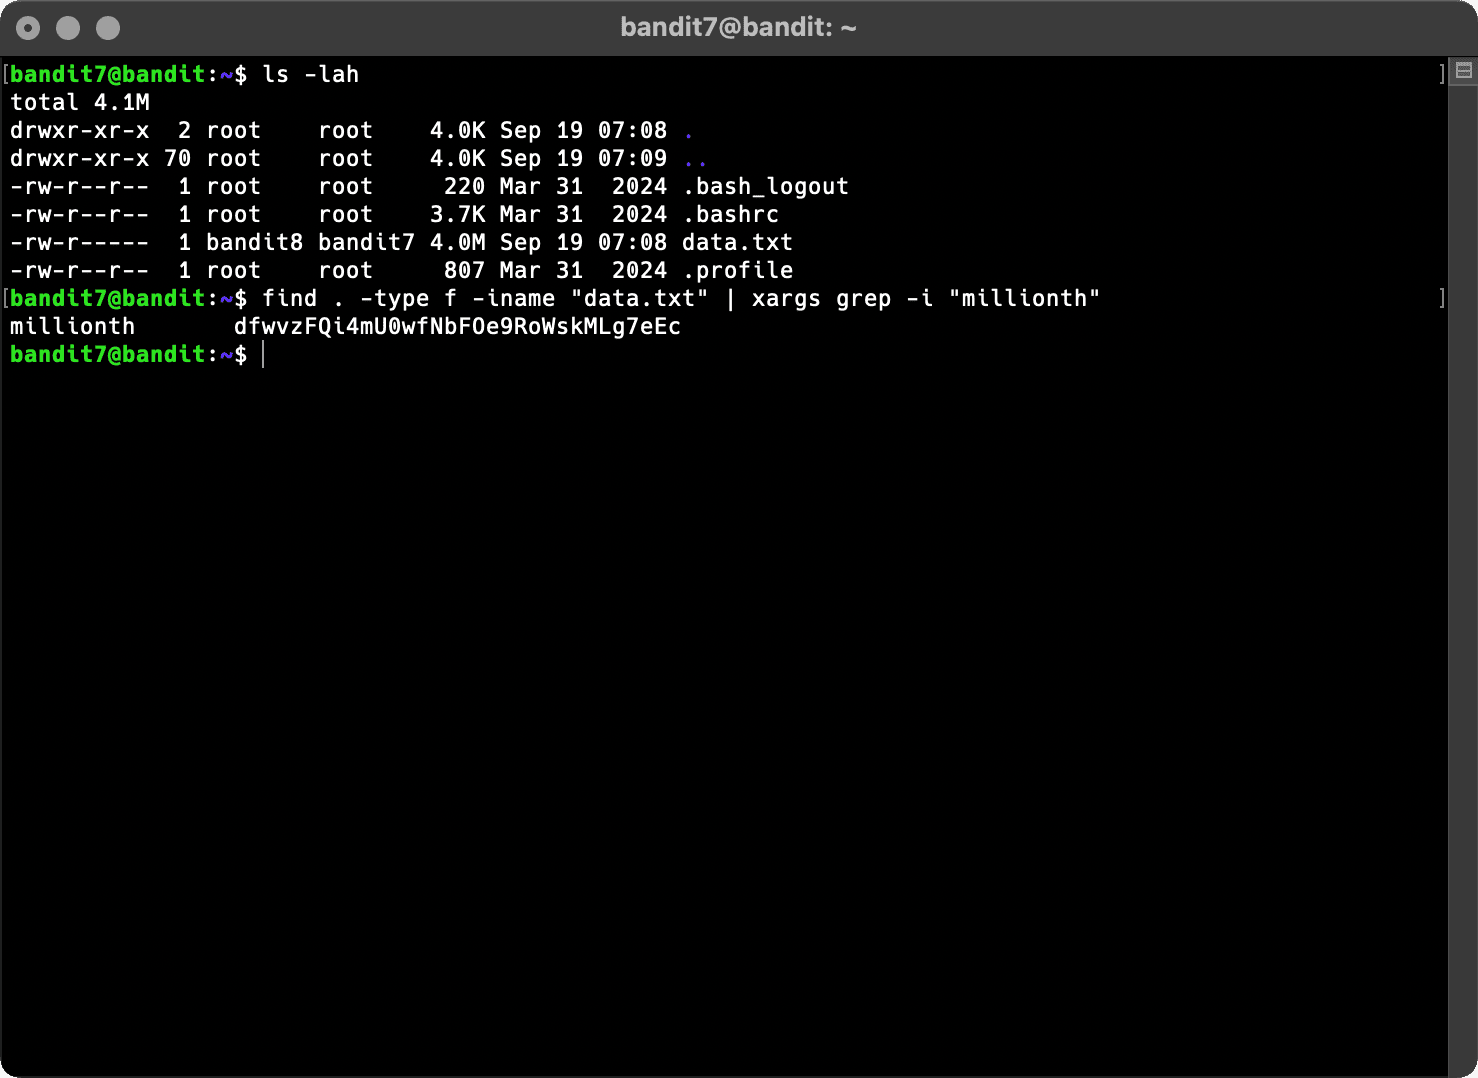 bandit7@bandit: ~
[bandit7@bandit:~$ ls -lah ]
total 4.1M
drwxr-xr-x  2 root    root    4.0K Sep 19 07:08 .
drwxr-xr-x 70 root    root    4.0K Sep 19 07:09 ..
-rw-r--r--  1 root    root     220 Mar 31  2024 .bash_logout
-rw-r--r--  1 root    root    3.7K Mar 31  2024 .bashrc
-rw-r-----  1 bandit8 bandit7 4.0M Sep 19 07:08 data.txt
-rw-r--r--  1 root    root     807 Mar 31  2024 .profile
[bandit7@bandit:~$ find . -type f -iname "data.txt" | xargs grep -i "millionth" ]
millionth       dfwvzFQi4mU0wfNbFOe9RoWskMLg7eEc
bandit7@bandit:~$